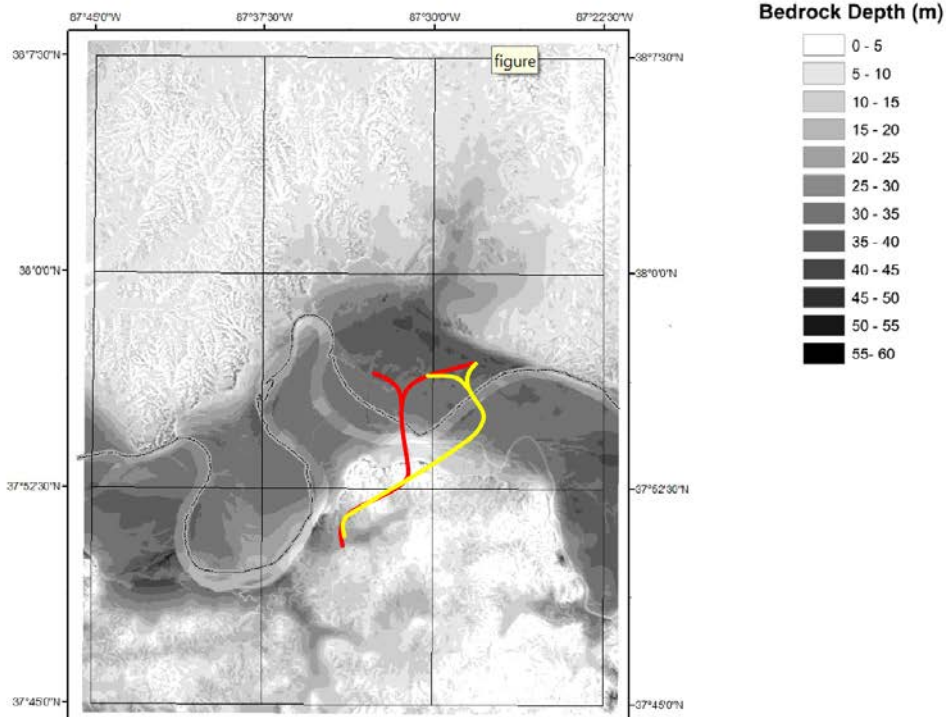 87°45'0"W 87°37'30"W 87°30'0"W 87°22'30"W
Bedrock Depth (m)
38°7'30"N 38°7'30"N
figure
0 - 5
5 - 10
10 - 15
15 - 20
20 - 25
25 - 30
30 - 35
35 - 40
40 - 45
45 - 50
50 - 55
55- 60
38°0'0"N 38°0'0"N
37°52'30"N 37°52'30"N
37°45'0"N 37°45'0"N